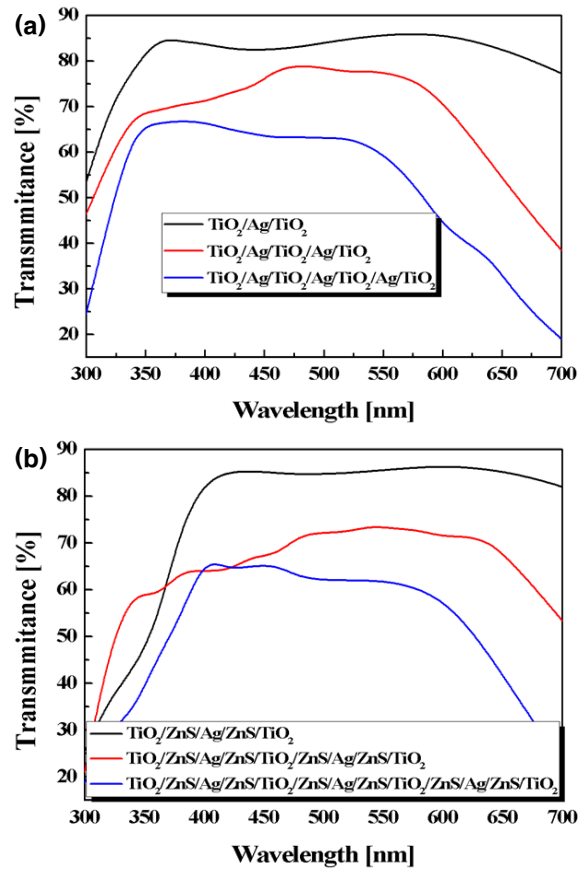 (a)
Transmmitance [%]
90
80
70
60
50
40
30
20
TiO₂/Ag/TiO₂
TiO₂/Ag/TiO₂/Ag/TiO₂
TiO₂/Ag/TiO₂/Ag/TiO₂/Ag/TiO₂
300 350 400 450 500 550 600 650 700
Wavelength [nm]
(b)
Transmmitance [%]
90
80
70
60
50
40
30
20
TiO₂/ZnS/Ag/ZnS/TiO₂
TiO₂/ZnS/Ag/ZnS/TiO₂/ZnS/Ag/ZnS/TiO₂
TiO₂/ZnS/Ag/ZnS/TiO₂/ZnS/Ag/ZnS/TiO₂/ZnS/Ag/ZnS/TiO₂
300 350 400 450 500 550 600 650 700
Wavelength [nm]